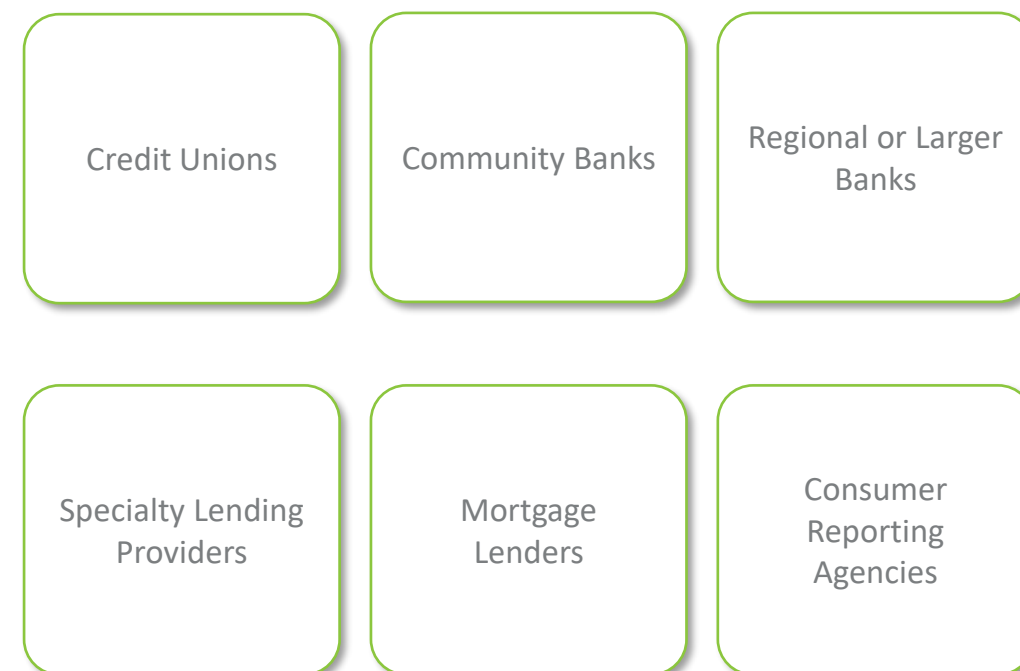 Credit Unions
Community Banks
Regional or Larger
Banks
Specialty Lending
Providers
Mortgage
Lenders
Consumer
Reporting
Agencies